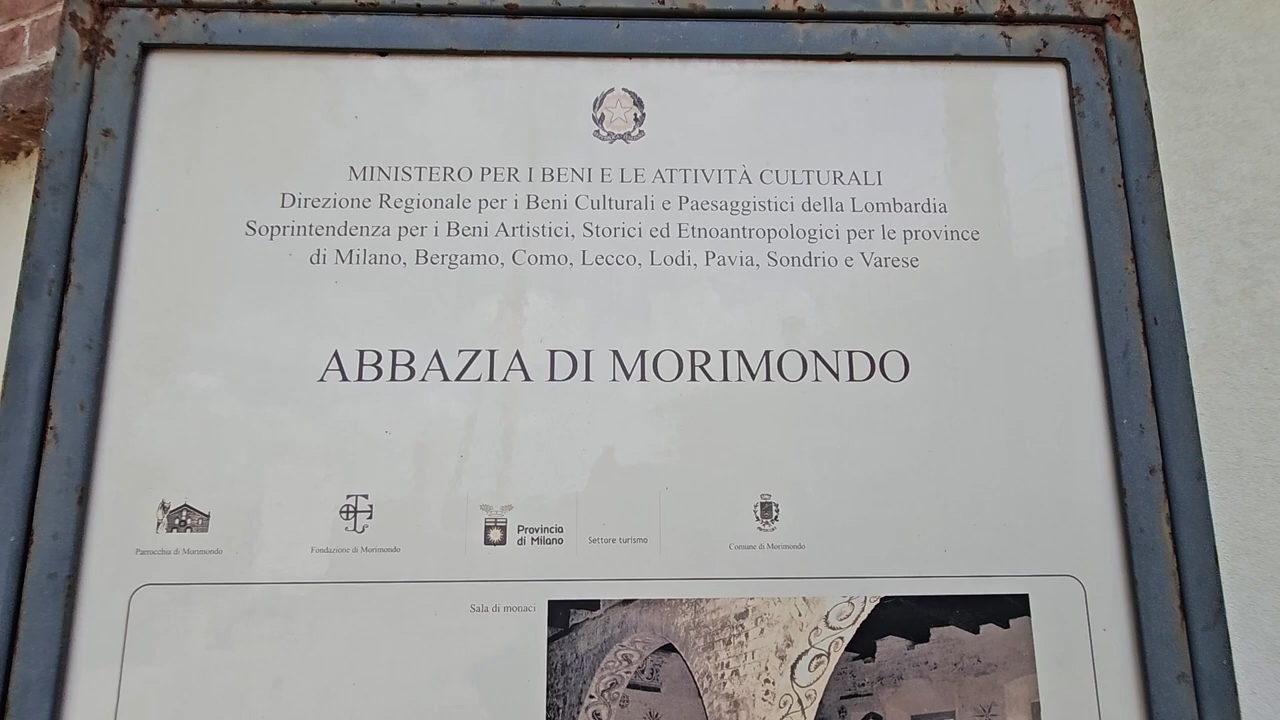 MINISTERO PER I BENI E LE ATTIVITÀ CULTURALI
Direzione Regionale per i Beni Culturali e Paesaggistici della Lombardia
Soprintendenza per i Beni Artistici, Storici ed Etnoantropologici per le province
di Milano, Bergamo, Como, Lecco, Lodi, Pavia, Sondrio e Varese
ABBAZIA DI MORIMONDO
Parrocchia di Morimondo
Fondazione di Morimondo
Provincia
di Milano
Settore turismo
Comune di Morimondo
Sala di monaci